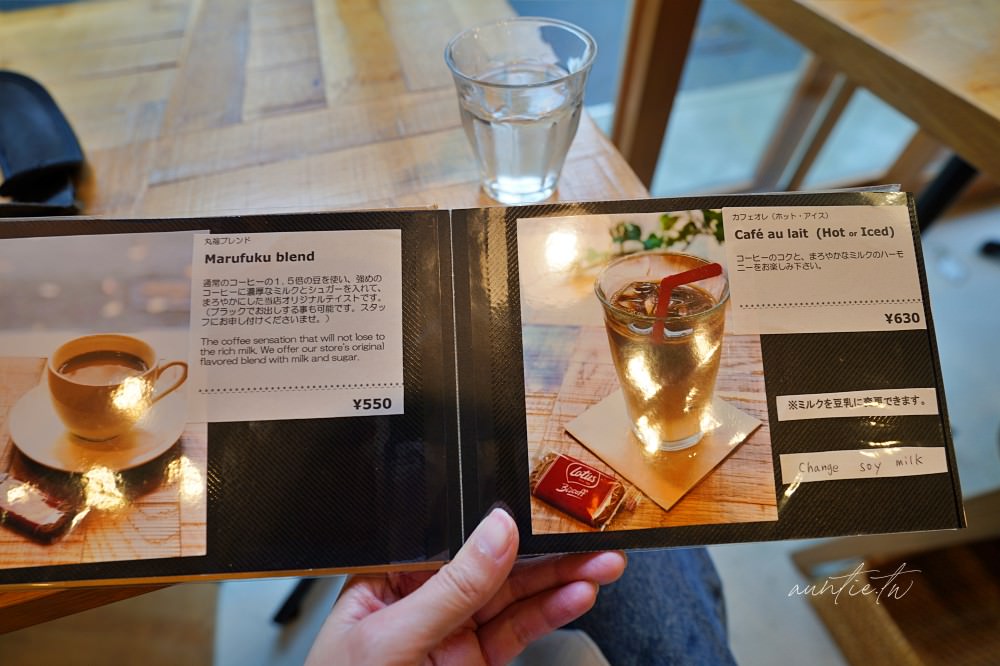 丸福ブレンド
Marufuku blend
通常のコーヒーの1.5倍の豆を使い、強めの
コーヒーに濃厚なミルクとシュガーを入れて、
まろやかにした当店オリジナルテイストです。
(ブラックでお出しする事も可能です。スタッ
フにお申し付けくださいませ。)
The coffee sensation that will not lose to
the rich milk. We offer our store's original
flavored blend with milk and sugar.
¥550
カフェオレ(ホット・アイス)
Café au lait (Hot or Iced)
コーヒーのコクと、まろやかなミルクのハーモ
ニーをお楽しみ下さい。
¥630
※ミルクを豆乳に変更できます。
Change soy milk
Lotus
Biscoff
auntie.tw